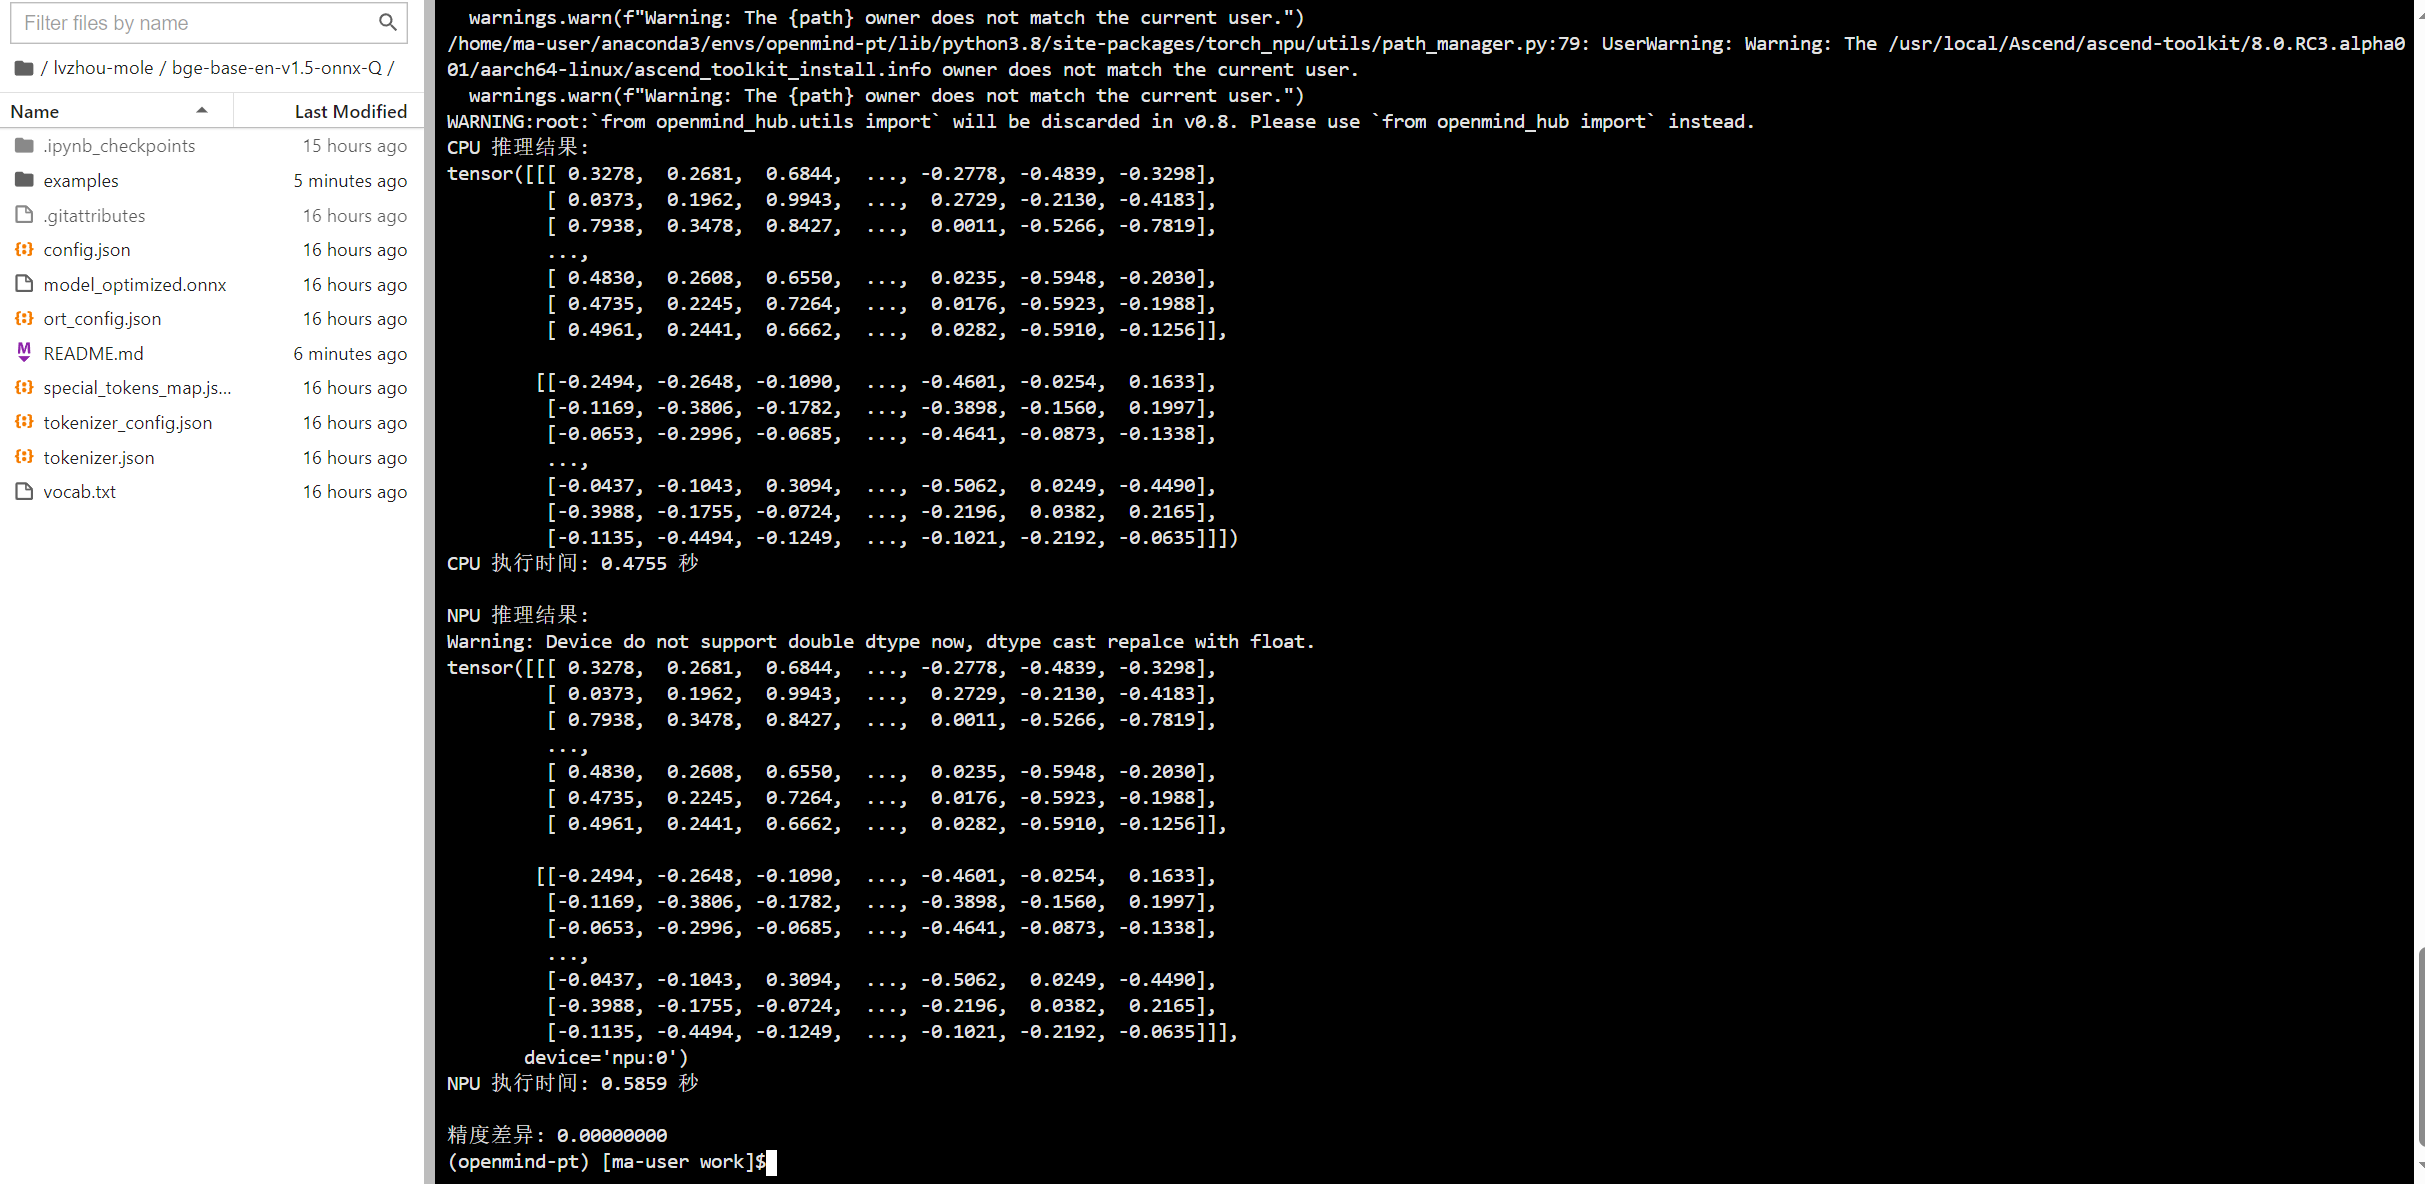 Filter files by name
/ lvzhou-mole / bge-base-en-v1.5-onnx-Q /
Name Last Modified
.ipynb_checkpoints 15 hours ago
examples 5 minutes ago
.gitattributes 16 hours ago
config.json 16 hours ago
model_optimized.onnx 16 hours ago
ort_config.json 16 hours ago
README.md 6 minutes ago
special_tokens_map.js... 16 hours ago
tokenizer_config.json 16 hours ago
tokenizer.json 16 hours ago
vocab.txt 16 hours ago
  warnings.warn(f"Warning: The {path} owner does not match the current user.")
/home/ma-user/anaconda3/envs/openmind-pt/lib/python3.8/site-packages/torch_npu/utils/path_manager.py:79: UserWarning: Warning: The /usr/local/Ascend/ascend-toolkit/8.0.RC3.alpha0
01/aarch64-linux/ascend_toolkit_install.info owner does not match the current user.
  warnings.warn(f"Warning: The {path} owner does not match the current user.")
WARNING:root:`from openmind_hub.utils import` will be discarded in v0.8. Please use `from openmind_hub import` instead.
CPU 推理结果:
tensor([[[ 0.3278,  0.2681,  0.6844,  ..., -0.2778, -0.4839, -0.3298],
         [ 0.0373,  0.1962,  0.9943,  ...,  0.2729, -0.2130, -0.4183],
         [ 0.7938,  0.3478,  0.8427,  ...,  0.0011, -0.5266, -0.7819],
         ...,
         [ 0.4830,  0.2608,  0.6550,  ...,  0.0235, -0.5948, -0.2030],
         [ 0.4735,  0.2245,  0.7264,  ...,  0.0176, -0.5923, -0.1988],
         [ 0.4961,  0.2441,  0.6662,  ...,  0.0282, -0.5910, -0.1256]],
        [[-0.2494, -0.2648, -0.1090,  ..., -0.4601, -0.0254,  0.1633],
         [-0.1169, -0.3806, -0.1782,  ..., -0.3898, -0.1560,  0.1997],
         [-0.0653, -0.2996, -0.0685,  ..., -0.4641, -0.0873, -0.1338],
         ...,
         [-0.0437, -0.1043,  0.3094,  ..., -0.5062,  0.0249, -0.4490],
         [-0.3988, -0.1755, -0.0724,  ..., -0.2196,  0.0382,  0.2165],
         [-0.1135, -0.4494, -0.1249,  ..., -0.1021, -0.2192, -0.0635]]])
CPU 执行时间: 0.4755 秒
NPU 推理结果:
Warning: Device do not support double dtype now, dtype cast repalce with float.
tensor([[[ 0.3278,  0.2681,  0.6844,  ..., -0.2778, -0.4839, -0.3298],
         [ 0.0373,  0.1962,  0.9943,  ...,  0.2729, -0.2130, -0.4183],
         [ 0.7938,  0.3478,  0.8427,  ...,  0.0011, -0.5266, -0.7819],
         ...,
         [ 0.4830,  0.2608,  0.6550,  ...,  0.0235, -0.5948, -0.2030],
         [ 0.4735,  0.2245,  0.7264,  ...,  0.0176, -0.5923, -0.1988],
         [ 0.4961,  0.2441,  0.6662,  ...,  0.0282, -0.5910, -0.1256]],
        [[-0.2494, -0.2648, -0.1090,  ..., -0.4601, -0.0254,  0.1633],
         [-0.1169, -0.3806, -0.1782,  ..., -0.3898, -0.1560,  0.1997],
         [-0.0653, -0.2996, -0.0685,  ..., -0.4641, -0.0873, -0.1338],
         ...,
         [-0.0437, -0.1043,  0.3094,  ..., -0.5062,  0.0249, -0.4490],
         [-0.3988, -0.1755, -0.0724,  ..., -0.2196,  0.0382,  0.2165],
         [-0.1135, -0.4494, -0.1249,  ..., -0.1021, -0.2192, -0.0635]]],
       device='npu:0')
NPU 执行时间: 0.5859 秒
精度差异: 0.00000000
(openmind-pt) [ma-user work]$